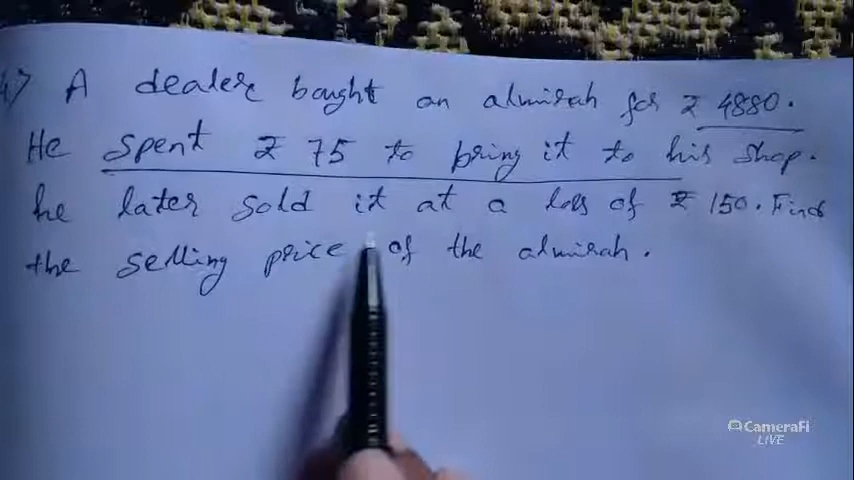 4) A dealer bought an almirah for ₹ 4880.
He spent ₹ 75 to bring it to his shop.
he later sold it at a loss of ₹ 150. Find
the selling price of the almirah.
CameraFi
LIVE